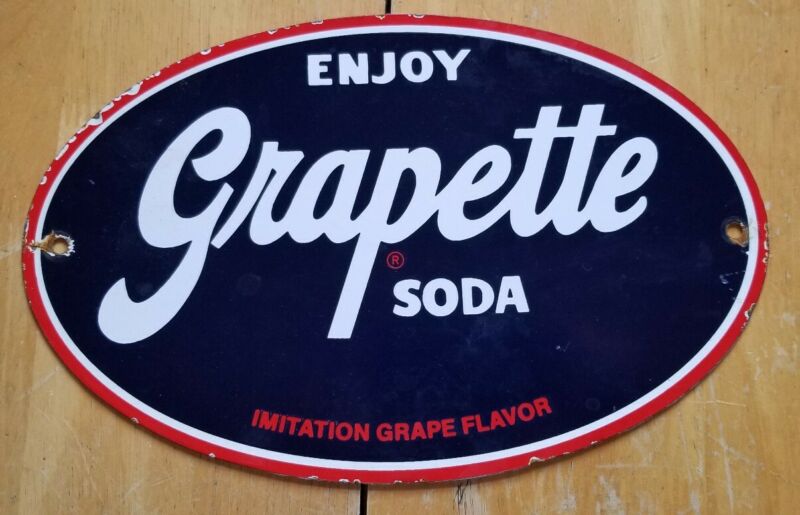 ENJOY
Grapette
®
SODA
IMITATION GRAPE FLAVOR